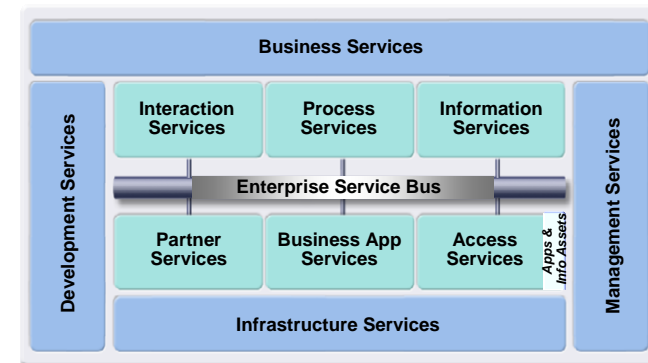 Business Services
Development Services
Interaction
Services
Process
Services
Information
Services
Management Services
Enterprise Service Bus
Partner
Services
Business App
Services
Access
Services
Apps &
Info Assets
Infrastructure Services